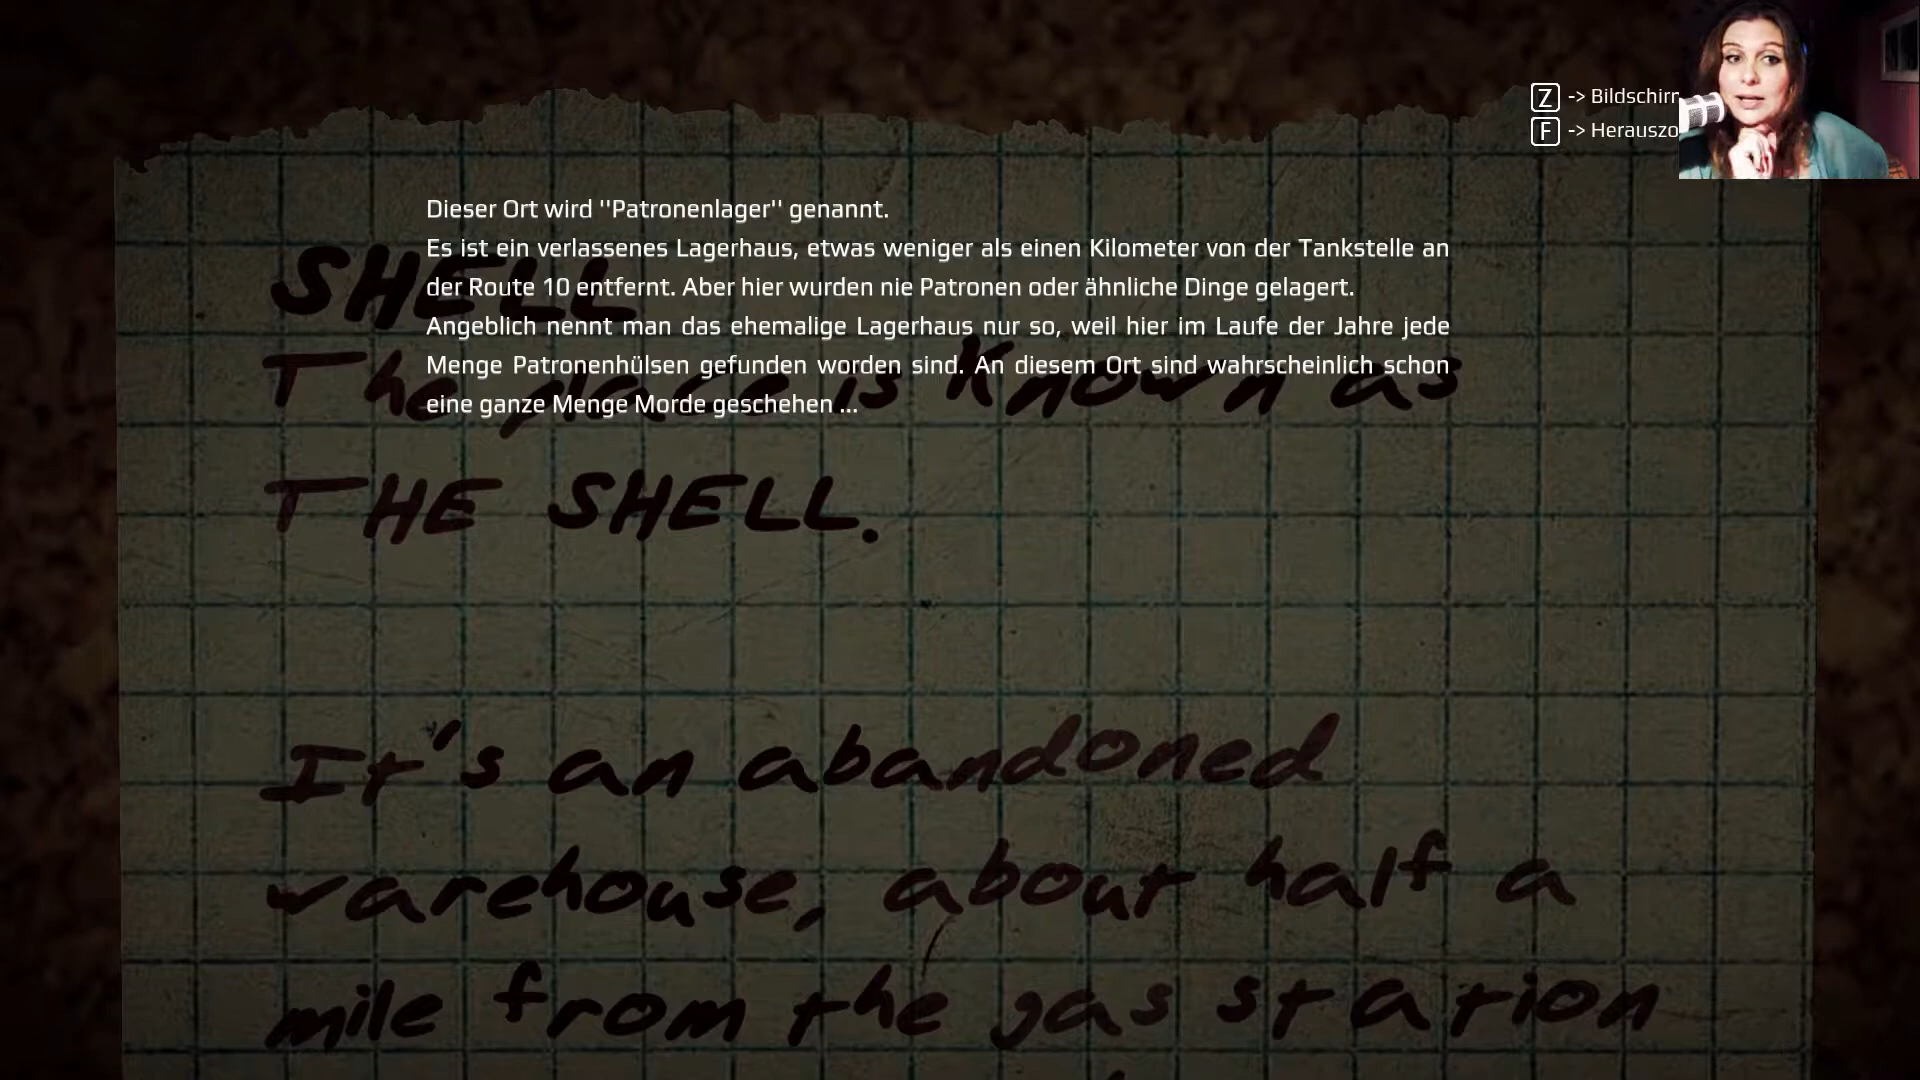 Z -> Bildschirm
F -> Herauszo
Dieser Ort wird "Patronenlager" genannt.
Es ist ein verlassenes Lagerhaus, etwas weniger als einen Kilometer von der Tankstelle an
der Route 10 entfernt. Aber hier wurden nie Patronen oder ähnliche Dinge gelagert.
Angeblich nennt man das ehemalige Lagerhaus nur so, weil hier im Laufe der Jahre jede
Menge Patronenhülsen gefunden worden sind. An diesem Ort sind wahrscheinlich schon
eine ganze Menge Morde geschehen ...
SHELL
The place is known as
THE SHELL.
It's an abandoned
warehouse, about half a
mile from the gas station